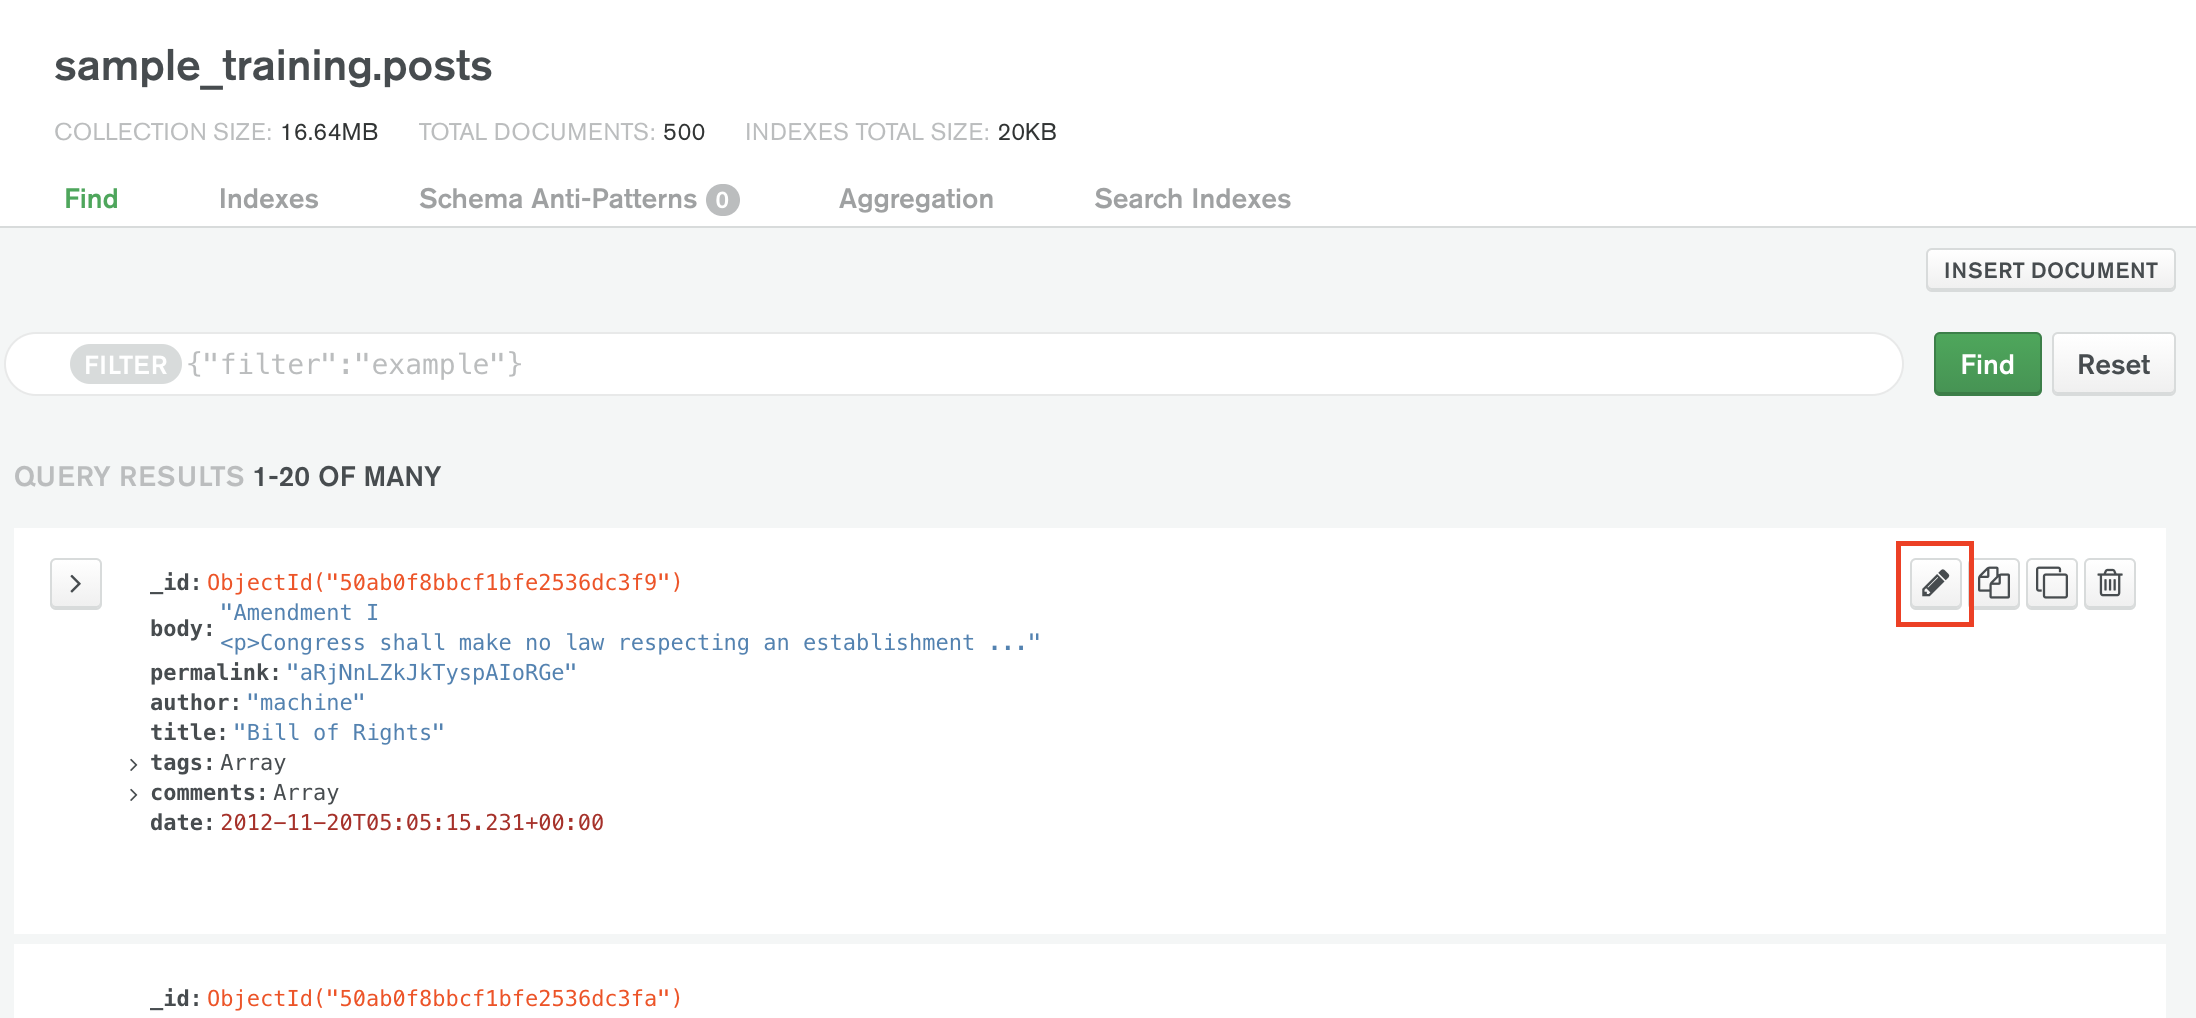 sample_training.posts
COLLECTION SIZE: 16.64MB TOTAL DOCUMENTS: 500 INDEXES TOTAL SIZE: 20KB
Find Indexes Schema Anti-Patterns 0 Aggregation Search Indexes
INSERT DOCUMENT
FILTER {"filter":"example"} Find Reset
QUERY RESULTS 1-20 OF MANY
_id: ObjectId("50ab0f8bbcf1bfe2536dc3f9")
body: "Amendment I
<p>Congress shall make no law respecting an establishment ..."
permalink: "aRjNnLZkJkTyspAIoRGe"
author: "machine"
title: "Bill of Rights"
tags: Array
comments: Array
date: 2012-11-20T05:05:15.231+00:00
_id: ObjectId("50ab0f8bbcf1bfe2536dc3fa")